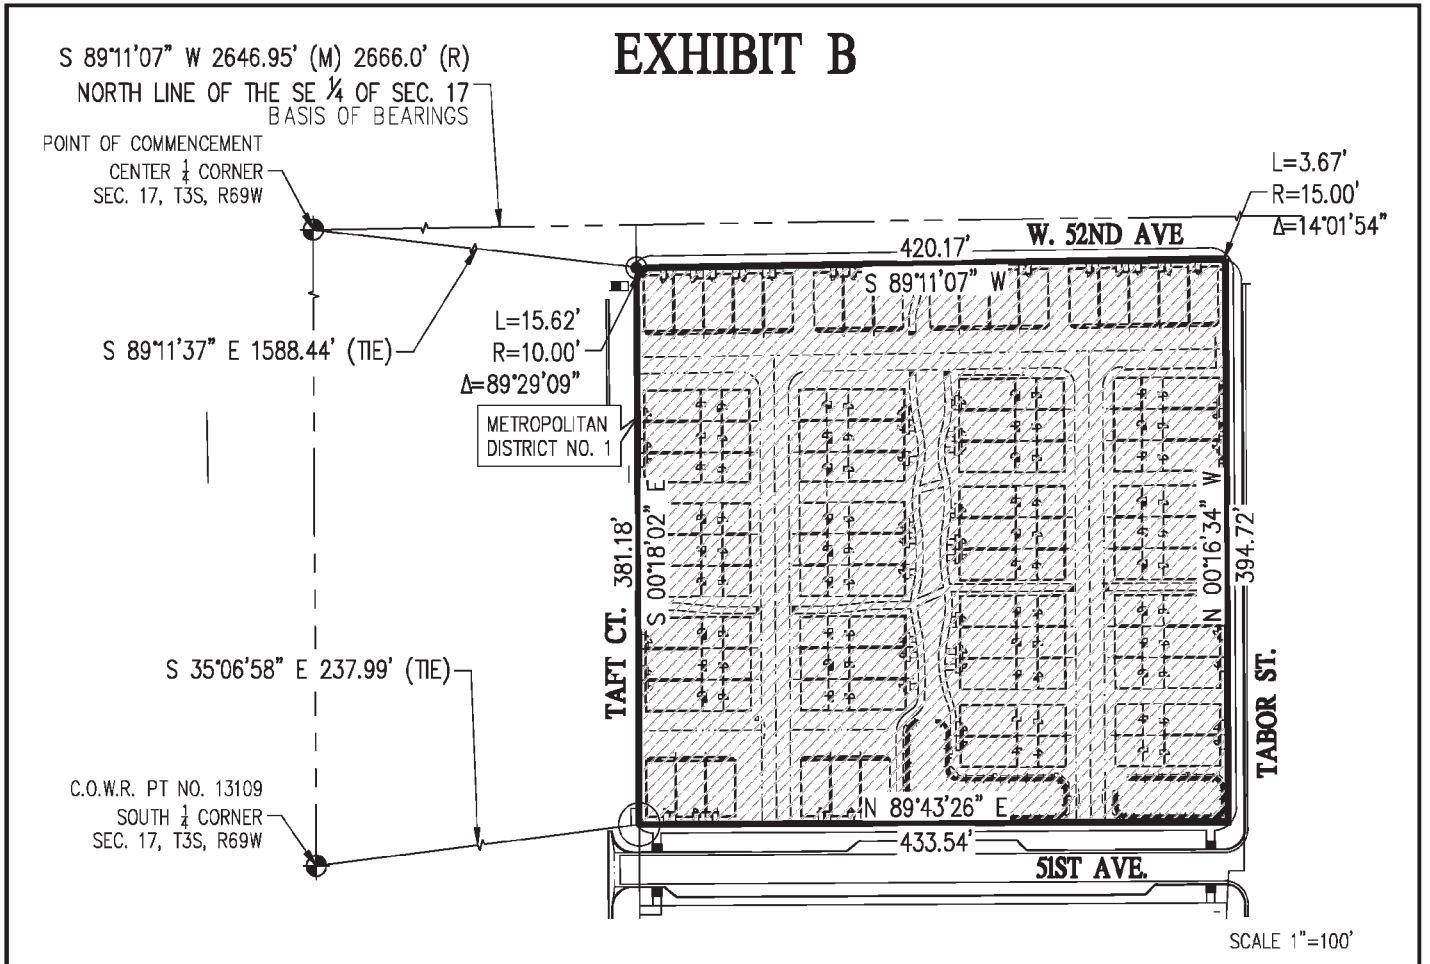 EXHIBIT B
S 89°11'07" W 2646.95' (M) 2666.0' (R)
NORTH LINE OF THE SE 1/4 OF SEC. 17
BASIS OF BEARINGS
POINT OF COMMENCEMENT
CENTER 1/4 CORNER
SEC. 17, T3S, R69W
L=3.67'
R=15.00'
Δ=14°01'54"
W. 52ND AVE
420.17'
S 89°11'07" W
L=15.62'
R=10.00'
Δ=89°29'09"
S 89°11'37" E 1588.44' (TIE)
METROPOLITAN
DISTRICT NO. 1
381.18'
S 00°18'02" E
TAFT CT.
N 00°16'34" W
394.72'
TABOR ST.
S 35°06'58" E 237.99' (TIE)
C.O.W.R. PT NO. 13109
SOUTH 1/4 CORNER
SEC. 17, T3S, R69W
N 89°43'26" E
433.54'
51ST AVE.
SCALE 1"=100'